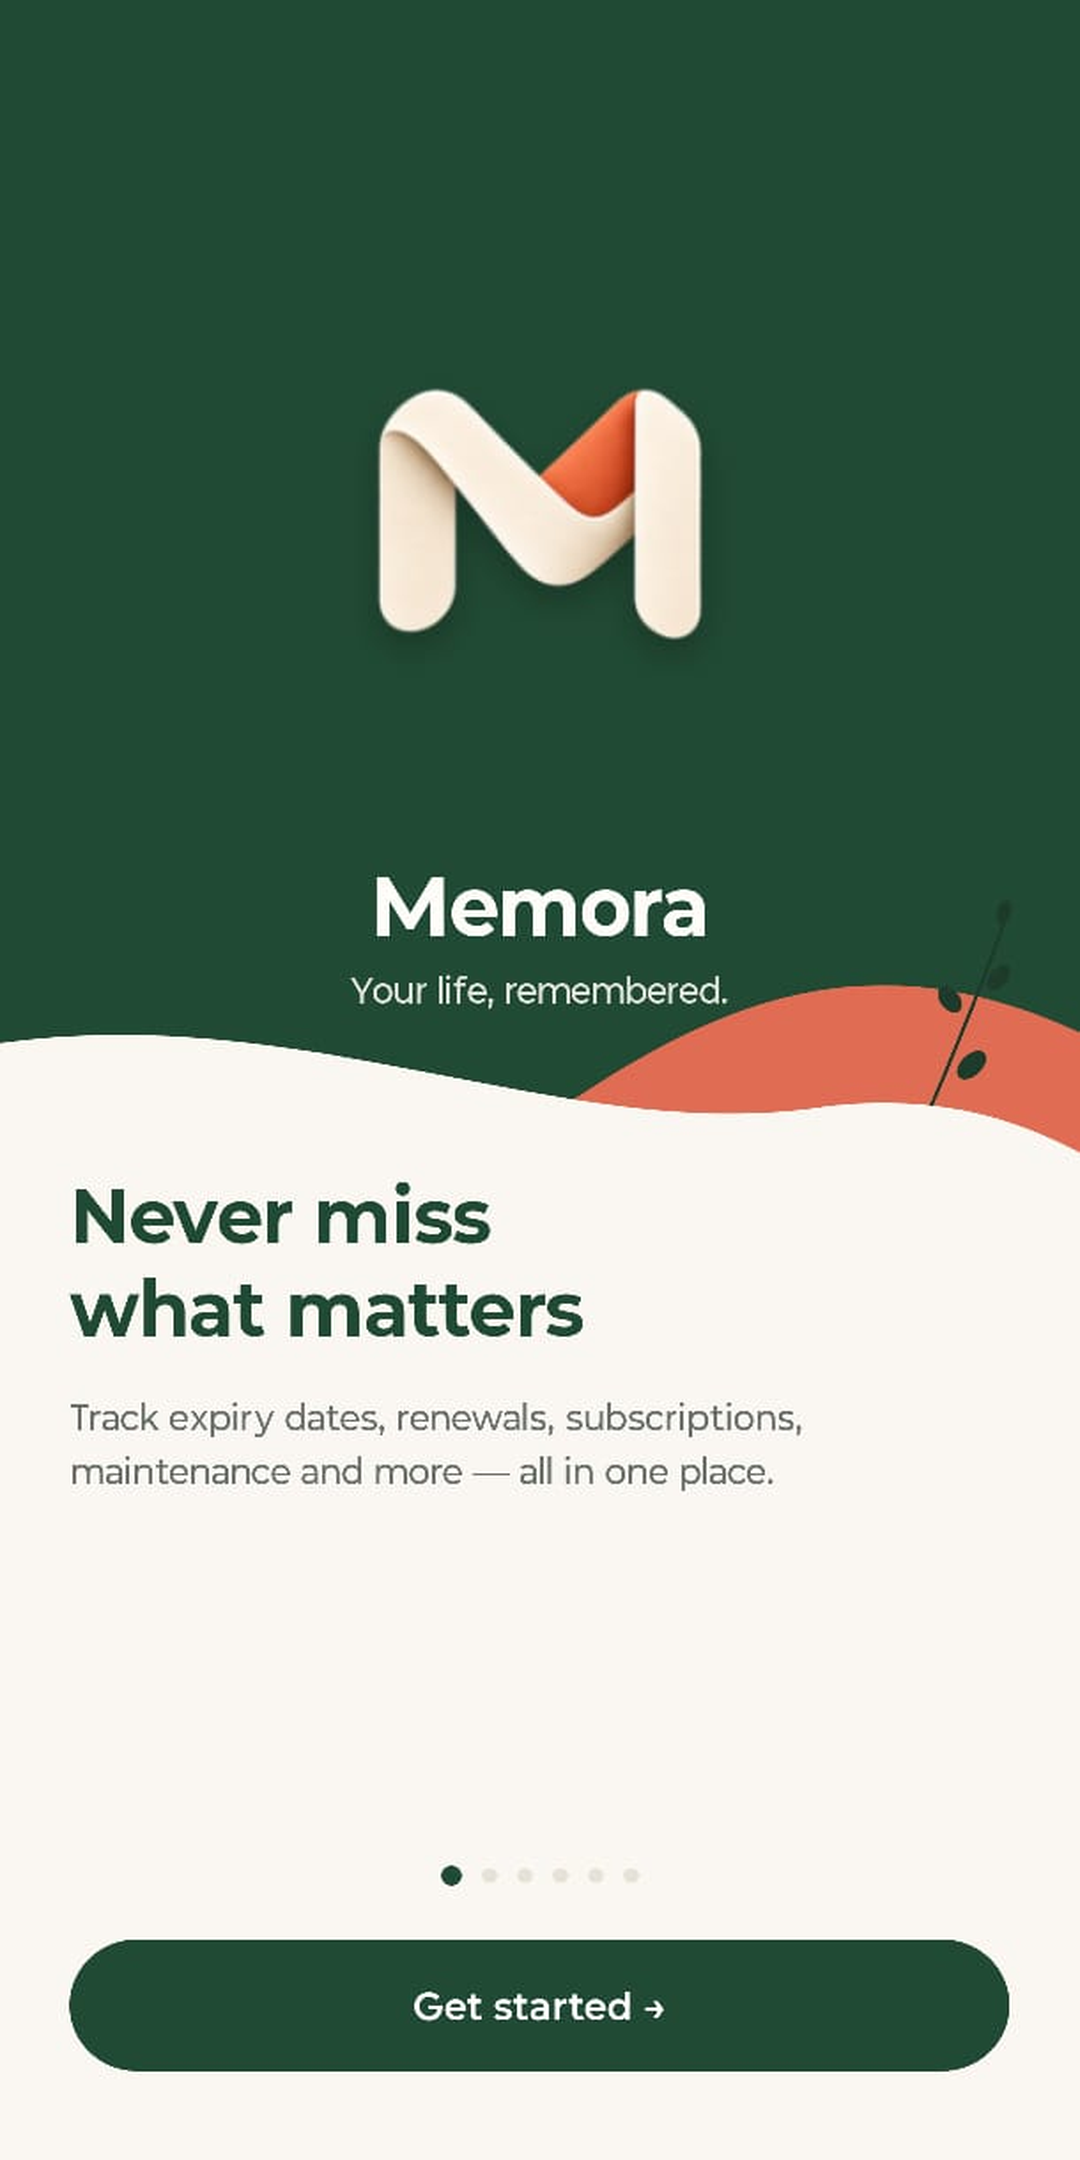 Memora
Your life, remembered.
Never miss
what matters
Track expiry dates, renewals, subscriptions,
maintenance and more — all in one place.
Get started →